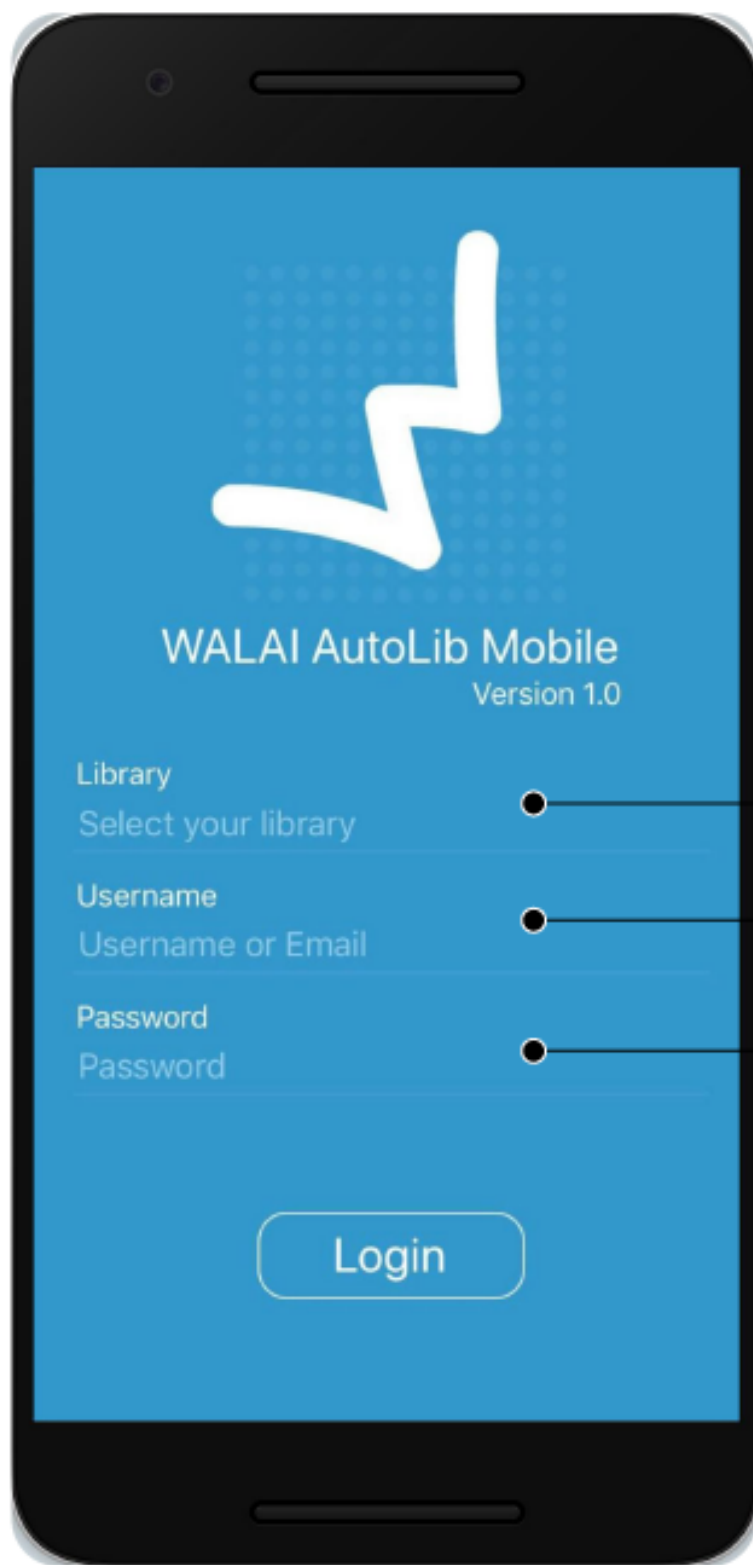 WALAI AutoLib Mobile
Version 1.0
Library
Select your library
Username
Username or Email
Password
Password
Login